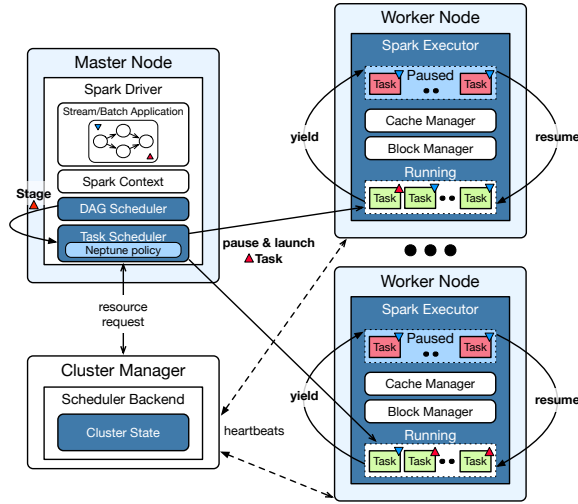 Master Node
Spark Driver
Stream/Batch Application
Spark Context
Stage
DAG Scheduler
Task Scheduler
Neptune policy
pause & launch
Task
resource
request
Cluster Manager
Scheduler Backend
Cluster State
heartbeats
Worker Node
Spark Executor
Paused
Task
Task
Cache Manager
Block Manager
yield
resume
Running
Task
Task
Task
Worker Node
Spark Executor
Paused
Task
Task
Cache Manager
Block Manager
yield
resume
Running
Task
Task
Task